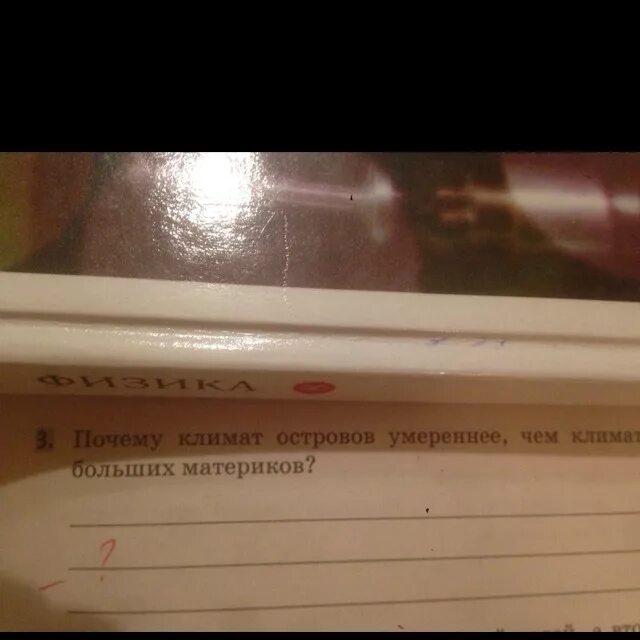 ФИЗИКА
3. Почему климат островов умереннее, чем климат
больших материков?
?